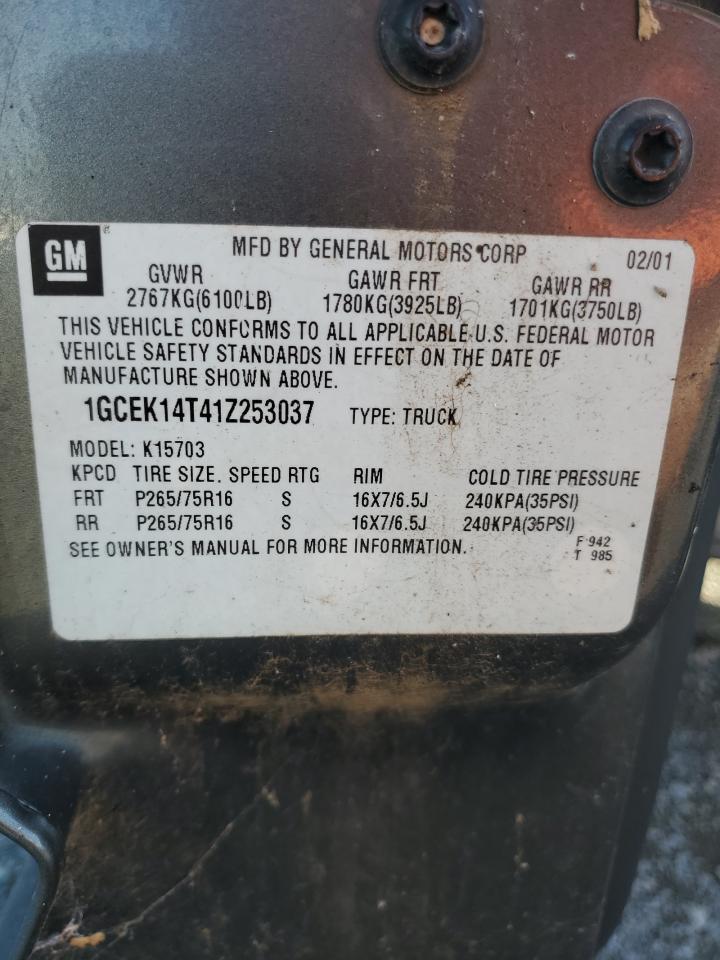 GM
MFD BY GENERAL MOTORS CORP 02/01
GVWR GAWR FRT GAWR RR
2767KG(6100LB) 1780KG(3925LB) 1701KG(3750LB)
THIS VEHICLE CONFORMS TO ALL APPLICABLE U.S. FEDERAL MOTOR
VEHICLE SAFETY STANDARDS IN EFFECT ON THE DATE OF
MANUFACTURE SHOWN ABOVE.
1GCEK14T41Z253037 TYPE: TRUCK
MODEL: K15703
KPCD TIRE SIZE. SPEED RTG RIM COLD TIRE PRESSURE
FRT P265/75R16 S 16X7/6.5J 240KPA(35PSI)
RR P265/75R16 S 16X7/6.5J 240KPA(35PSI)
SEE OWNER'S MANUAL FOR MORE INFORMATION. F 942
T 985